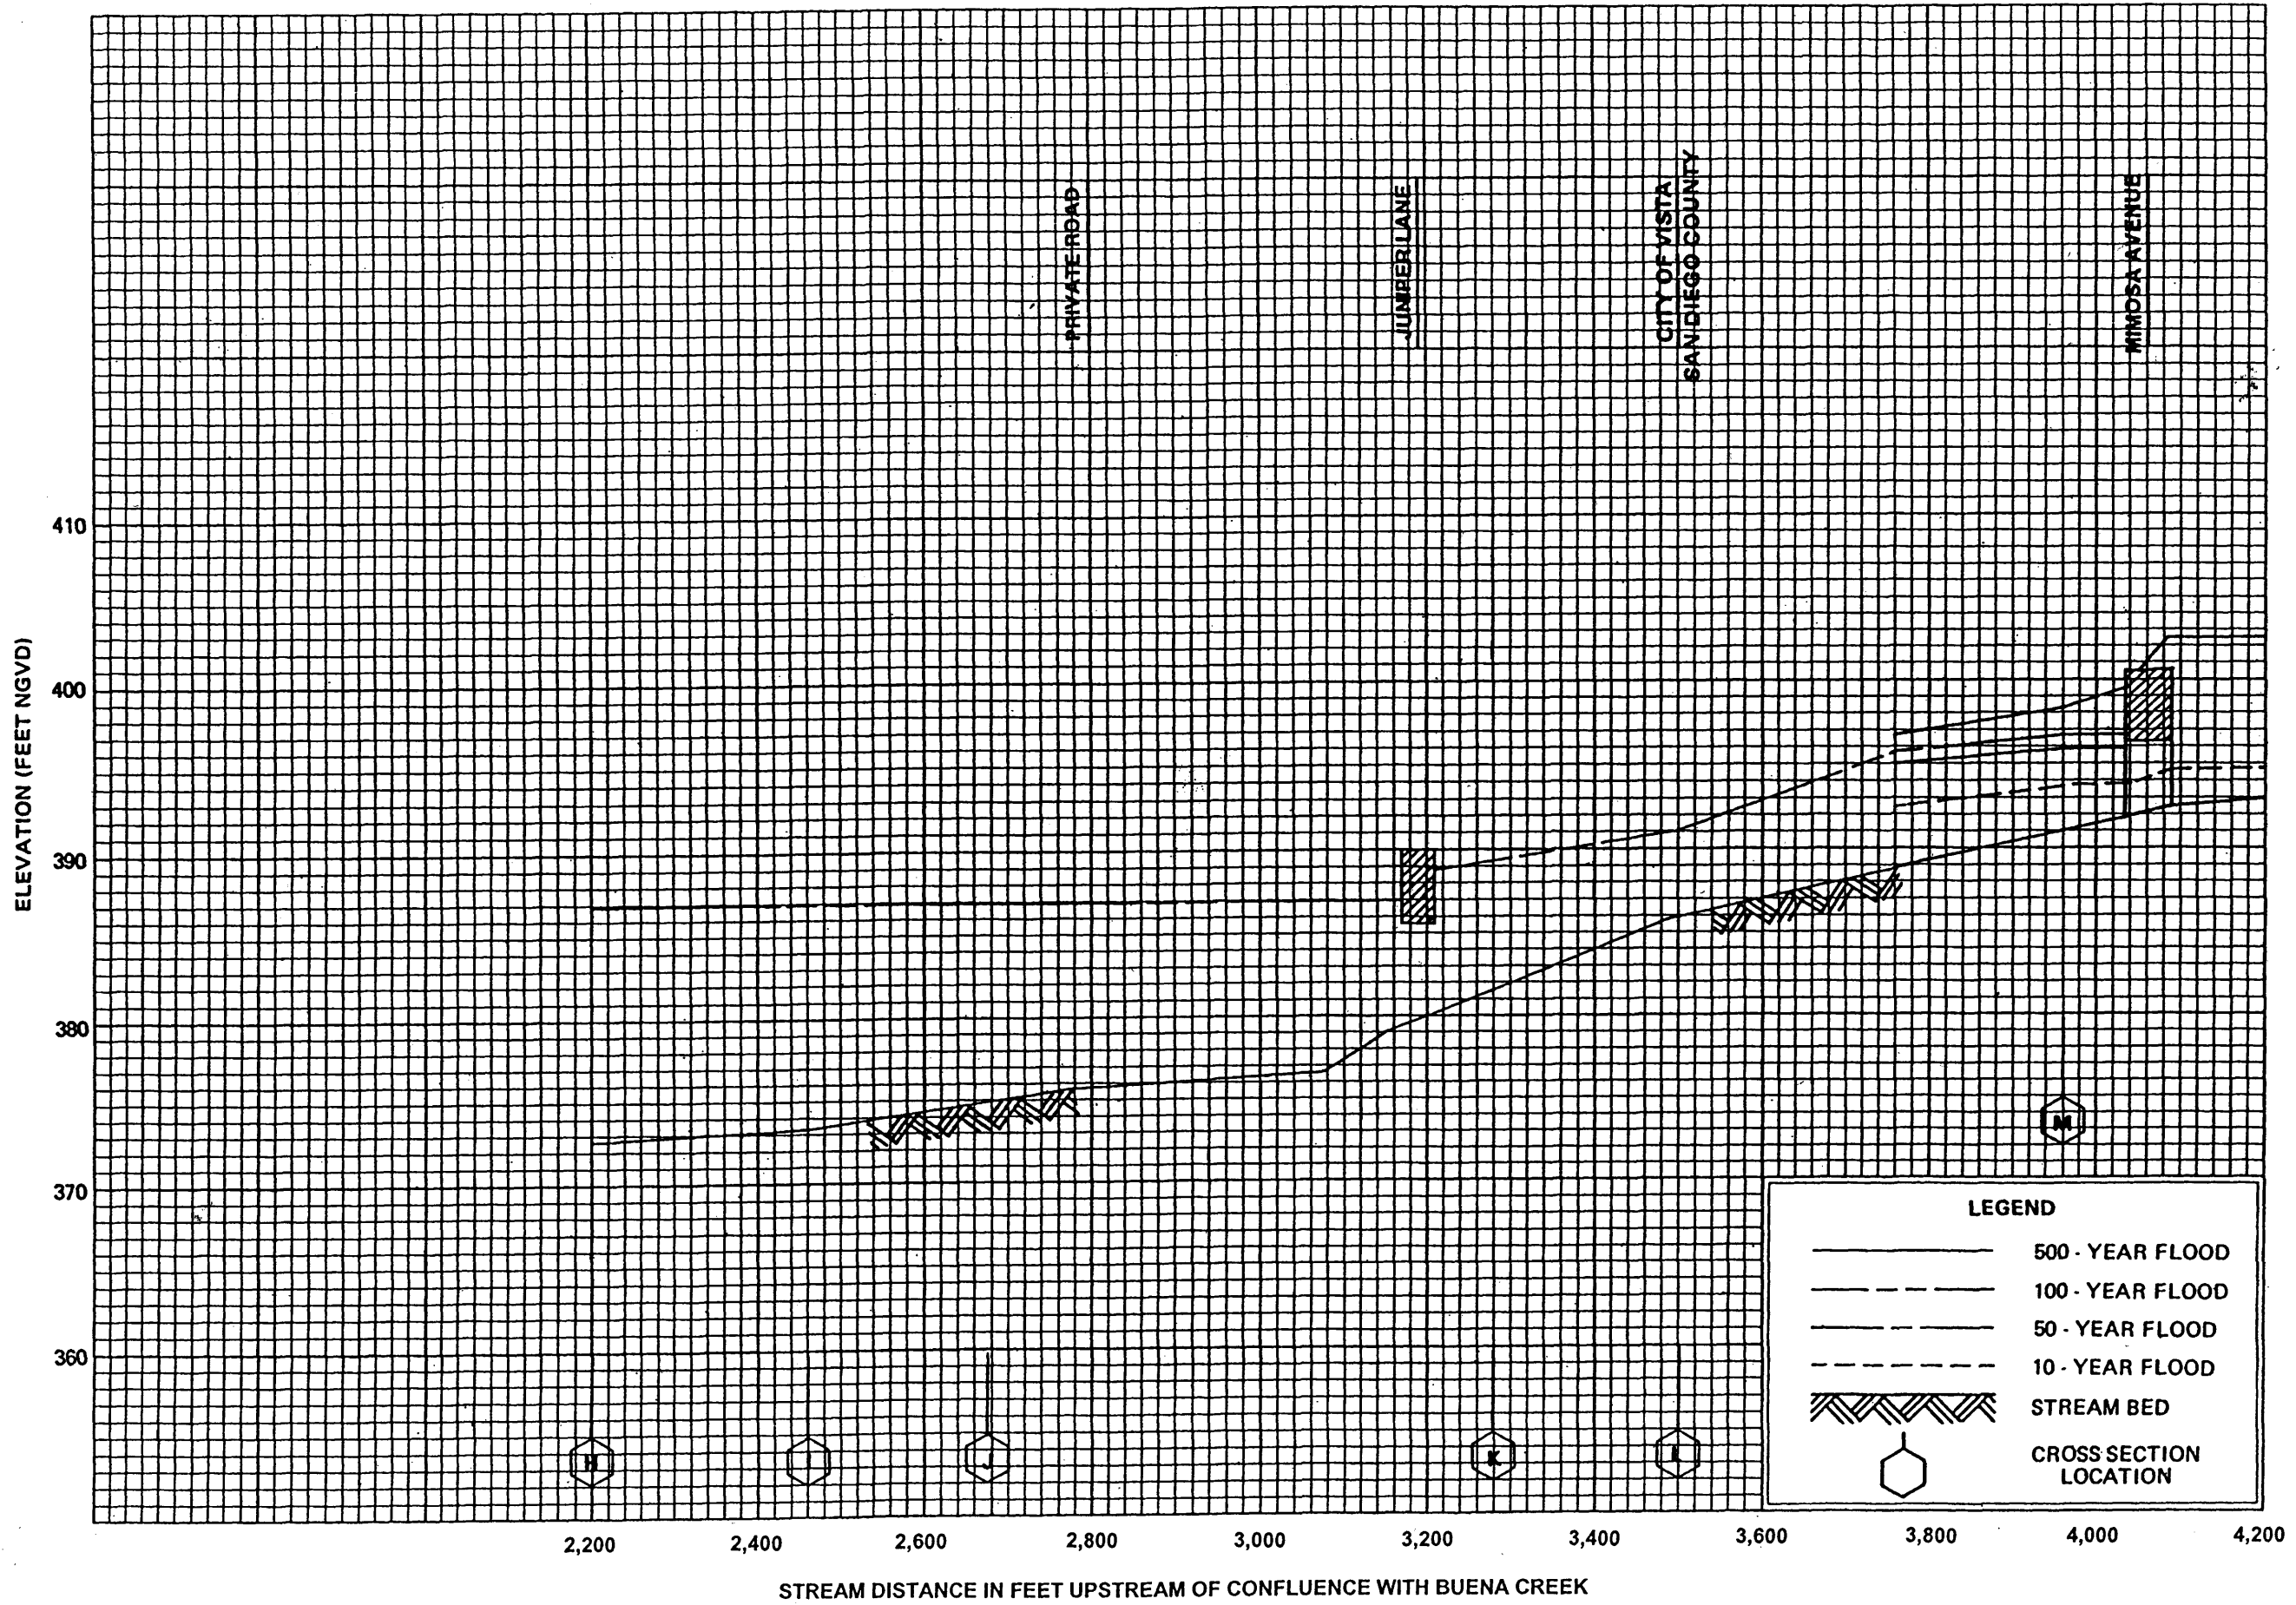 PRIVATE ROAD
JUNIPER LANE
CITY OF VISTA
SAN DIEGO COUNTY
MIMOSA AVENUE
ELEVATION (FEET NGVD)
410
400
390
380
370
360
H
I
J
K
L
M
LEGEND
500 - YEAR FLOOD
100 - YEAR FLOOD
50 - YEAR FLOOD
10 - YEAR FLOOD
STREAM BED
CROSS SECTION
LOCATION
2,200
2,400
2,600
2,800
3,000
3,200
3,400
3,600
3,800
4,000
4,200
STREAM DISTANCE IN FEET UPSTREAM OF CONFLUENCE WITH BUENA CREEK